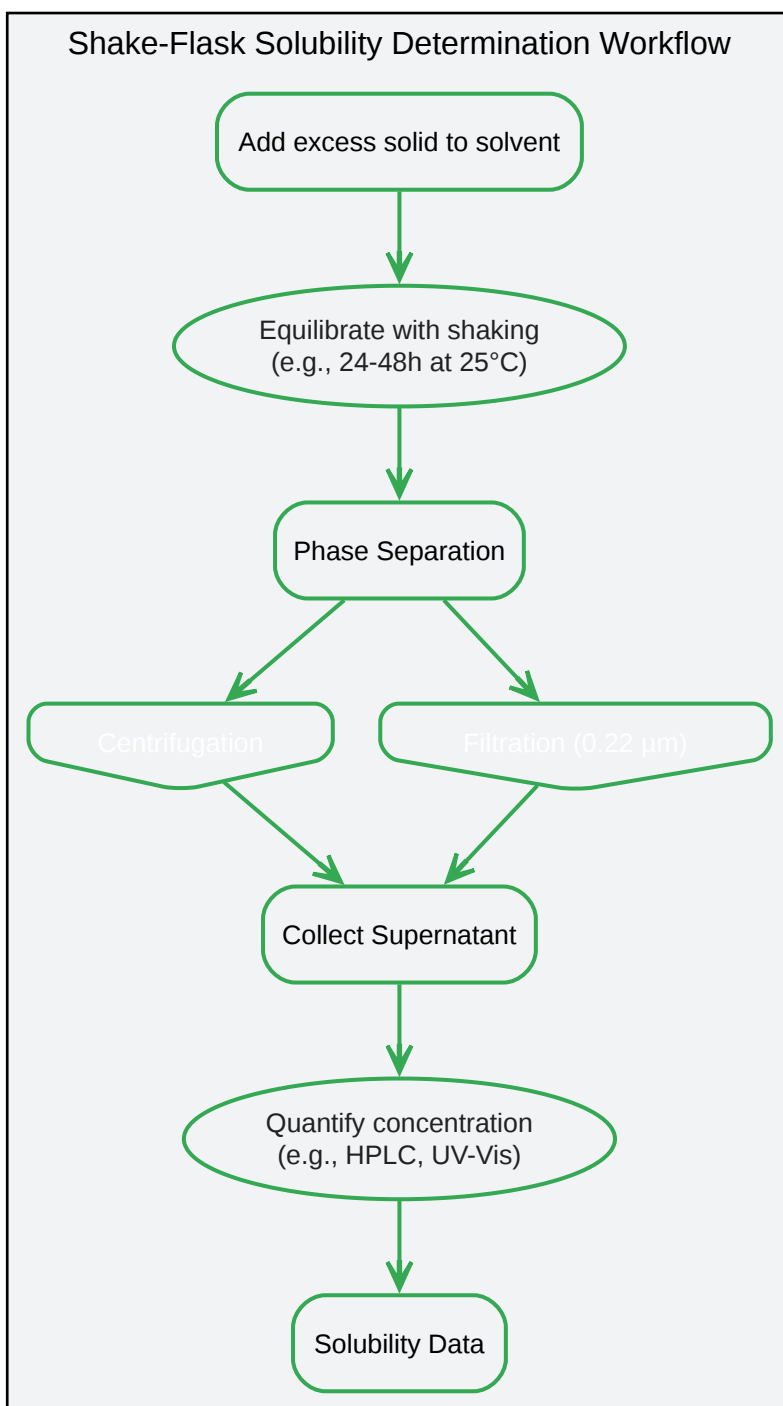 Shake-Flask Solubility Determination Workflow
Add excess solid to solvent
Equilibrate with shaking
(e.g., 24-48h at 25°C)
Phase Separation
Centrifugation
Filtration (0.22 µm)
Collect Supernatant
Quantify concentration
(e.g., HPLC, UV-Vis)
Solubility Data